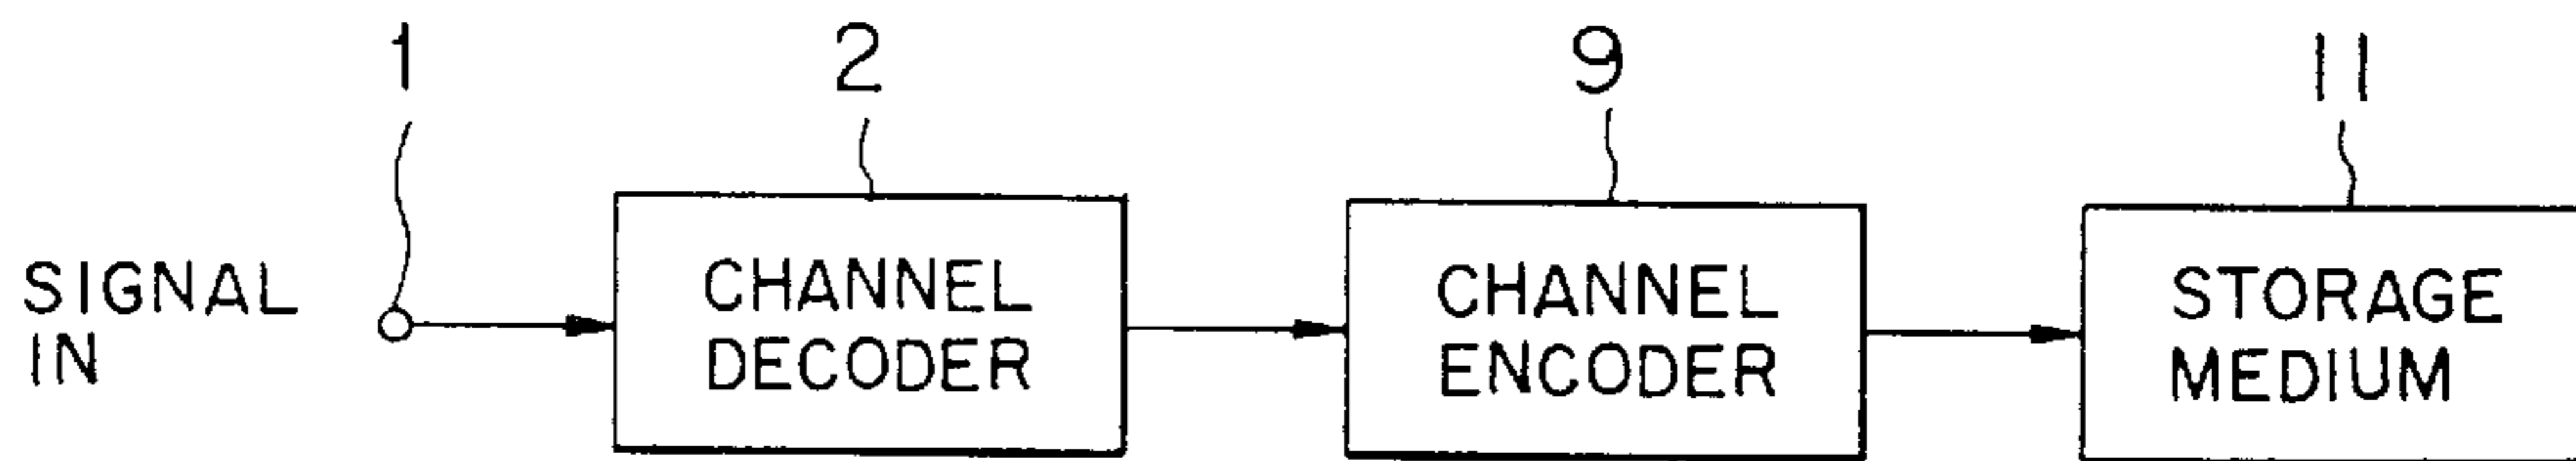 1
2
9
11
SIGNAL
IN
CHANNEL
DECODER
CHANNEL
ENCODER
STORAGE
MEDIUM